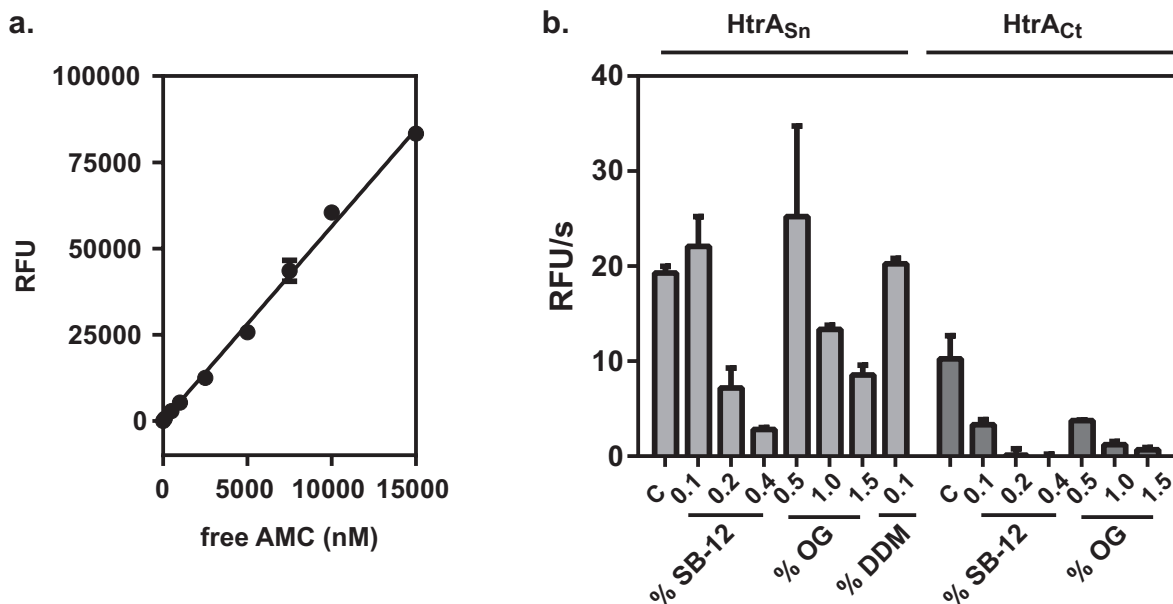 a.
100000
75000
50000
25000
0
RFU
0 5000 10000 15000
free AMC (nM)
b.
HtrASn HtrACt
40
30
20
10
0
RFU/s
C 0.1 0.2 0.4 0.5 1.0 1.5 0.1 C 0.1 0.2 0.4 0.5 1.0 1.5
% SB-12 % OG % DDM % SB-12 % OG